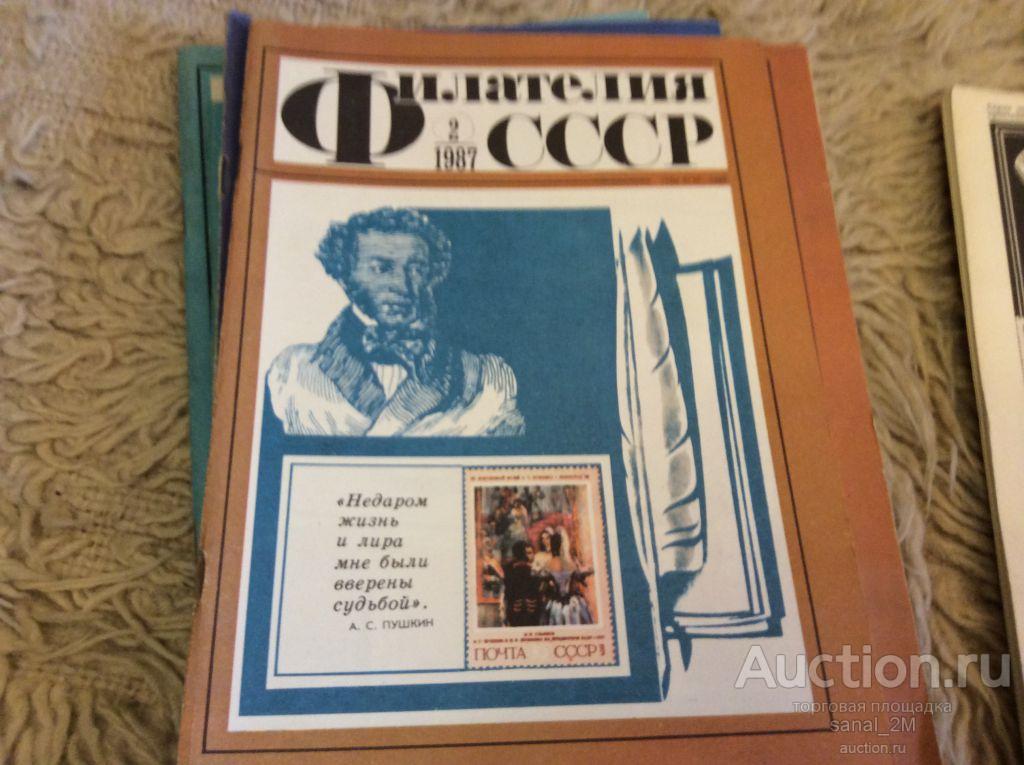 Филателия
СССР
2
1987
«Недаром
жизнь
и лира
мне были
вверены
судьбой».
А. С. ПУШКИН
ПОЧТА СССР
Auction.ru
торговая площадка
sanal_2M
auction.ru